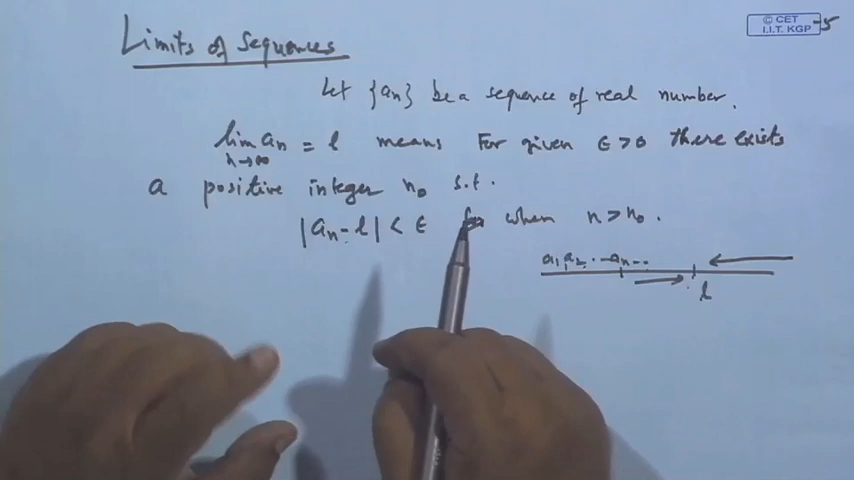 © CET
I.I.T. KGP
-5
Limits of Sequences
Let {an} be a sequence of real number.
lim an = l means For given ϵ > 0 there exists
n→∞
a positive integer n0 s.t.
|an - l| < ϵ when n > n0.
a1 a2 . . - an - - .
l